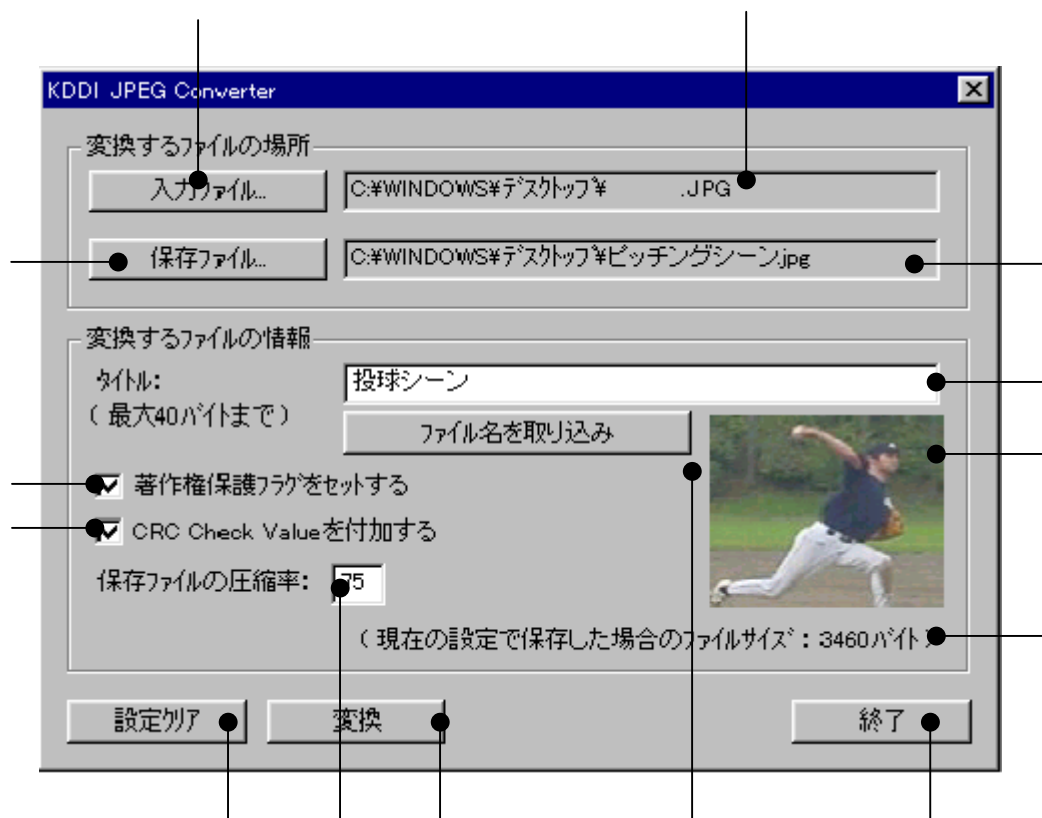 KDDI JPEG Converter
変換するファイルの場所
入力ファイル...
C:¥WINDOWS¥デスクトップ¥ .JPG
保存ファイル...
C:¥WINDOWS¥デスクトップ¥ピッチングシーン.jpg
変換するファイルの情報
タイトル:
(最大40バイトまで)
投球シーン
ファイル名を取り込み
著作権保護フラグをセットする
CRC Check Valueを付加する
保存ファイルの圧縮率: 75
(現在の設定で保存した場合のファイルサイズ:3460バイト)
設定クリア
変換
終了